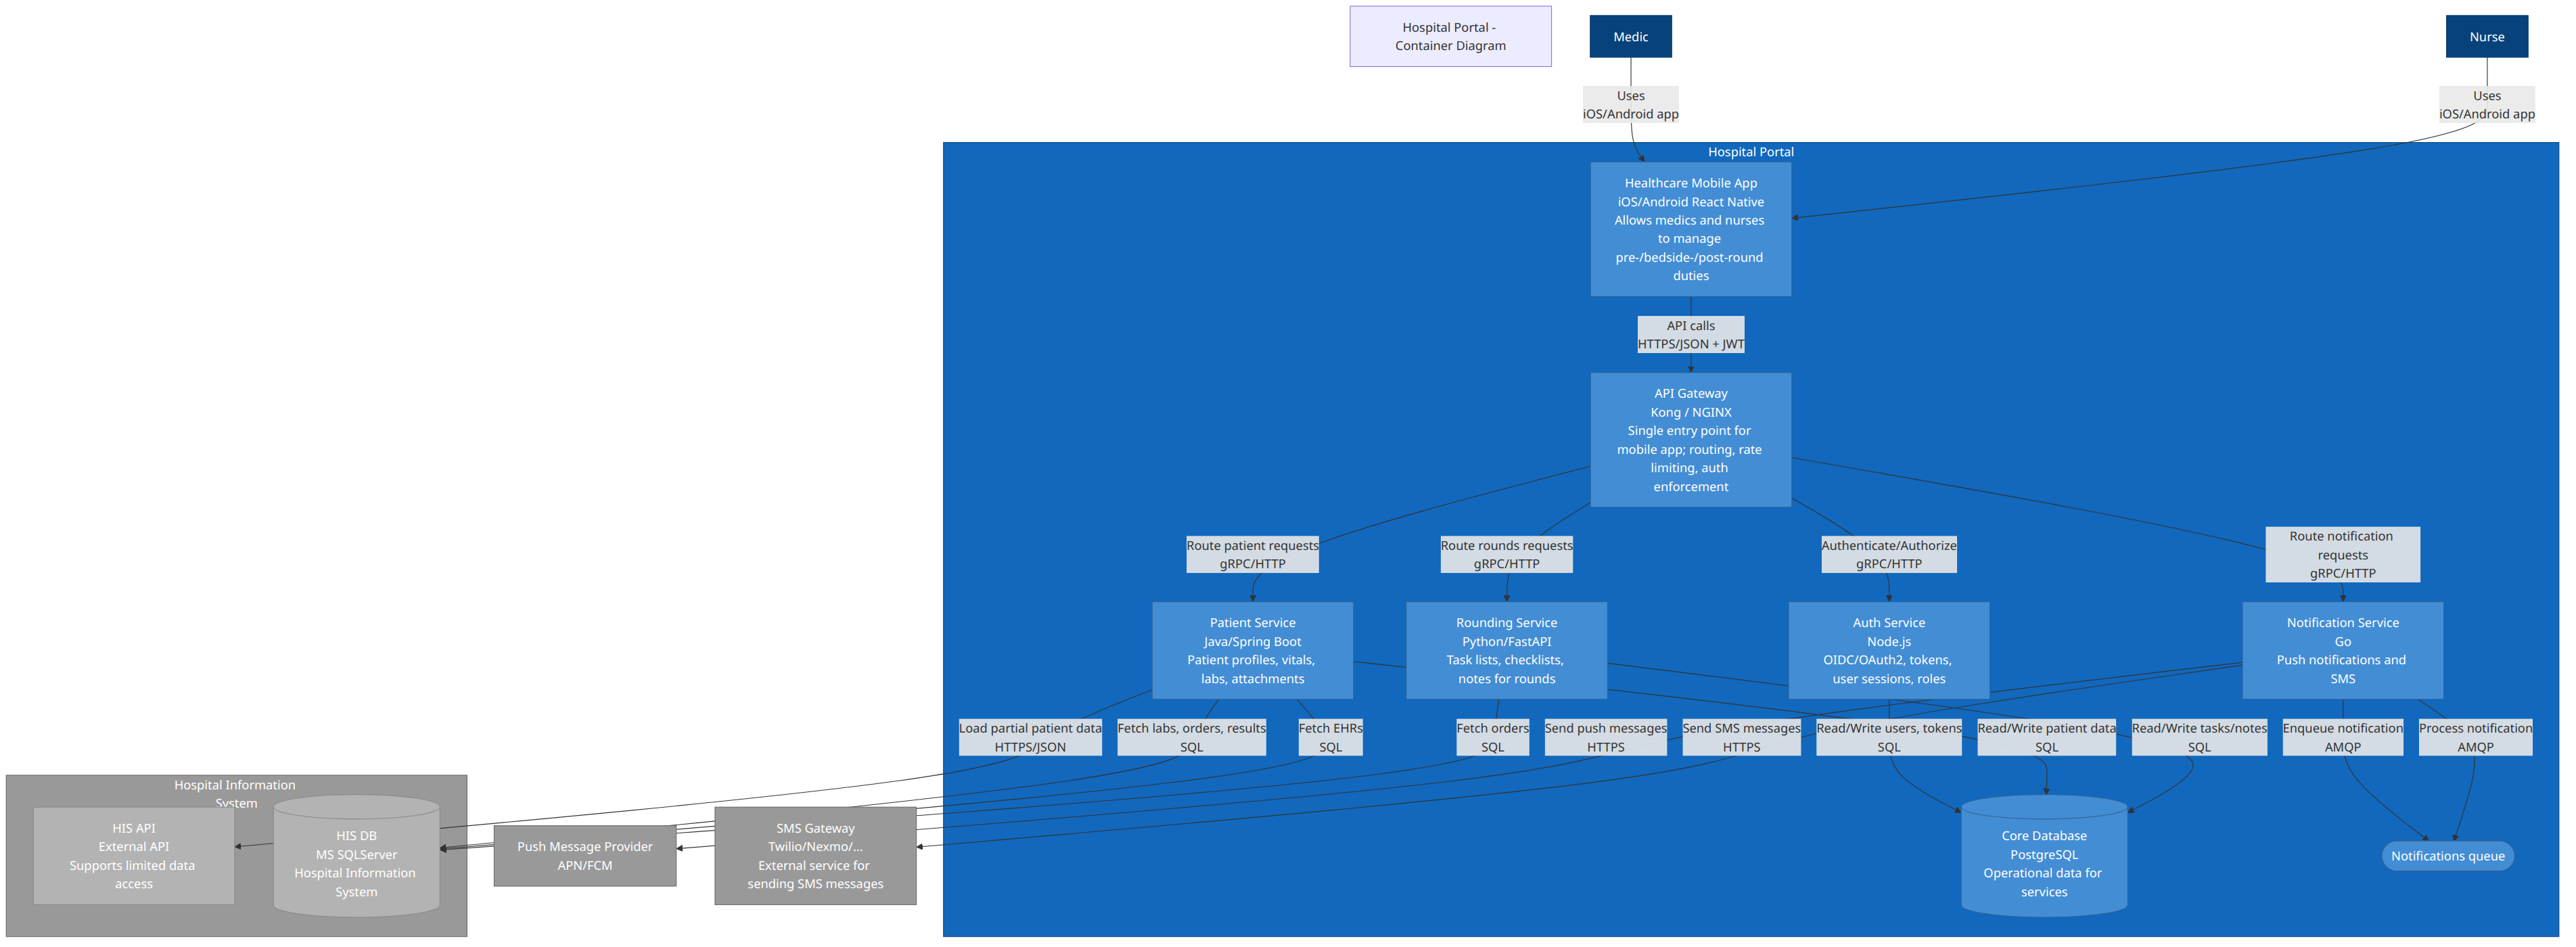 Hospital Portal -
Container Diagram
Medic
Nurse
Uses
iOS/Android app
Uses
iOS/Android app
Hospital Portal
Healthcare Mobile App
iOS/Android React Native
Allows medics and nurses
to manage
pre-/bedside-/post-round
duties
API calls
HTTPS/JSON + JWT
API Gateway
Kong / NGINX
Single entry point for
mobile app; routing, rate
limiting, auth
enforcement
Route patient requests
gRPC/HTTP
Route rounds requests
gRPC/HTTP
Authenticate/Authorize
gRPC/HTTP
Route notification
requests
gRPC/HTTP
Patient Service
Java/Spring Boot
Patient profiles, vitals,
labs, attachments
Rounding Service
Python/FastAPI
Task lists, checklists,
notes for rounds
Auth Service
Node.js
OIDC/OAuth2, tokens,
user sessions, roles
Notification Service
Go
Push notifications and
SMS
Load partial patient data
HTTPS/JSON
Fetch labs, orders, results
SQL
Fetch EHRs
SQL
Fetch orders
SQL
Send push messages
HTTPS
Send SMS messages
HTTPS
Read/Write users, tokens
SQL
Read/Write patient data
SQL
Read/Write tasks/notes
SQL
Enqueue notification
AMQP
Process notification
AMQP
Hospital Information
System
HIS API
External API
Supports limited data
access
HIS DB
MS SQLServer
Hospital Information
System
Push Message Provider
APN/FCM
SMS Gateway
Twilio/Nexmo/...
External service for
sending SMS messages
Core Database
PostgreSQL
Operational data for
services
Notifications queue